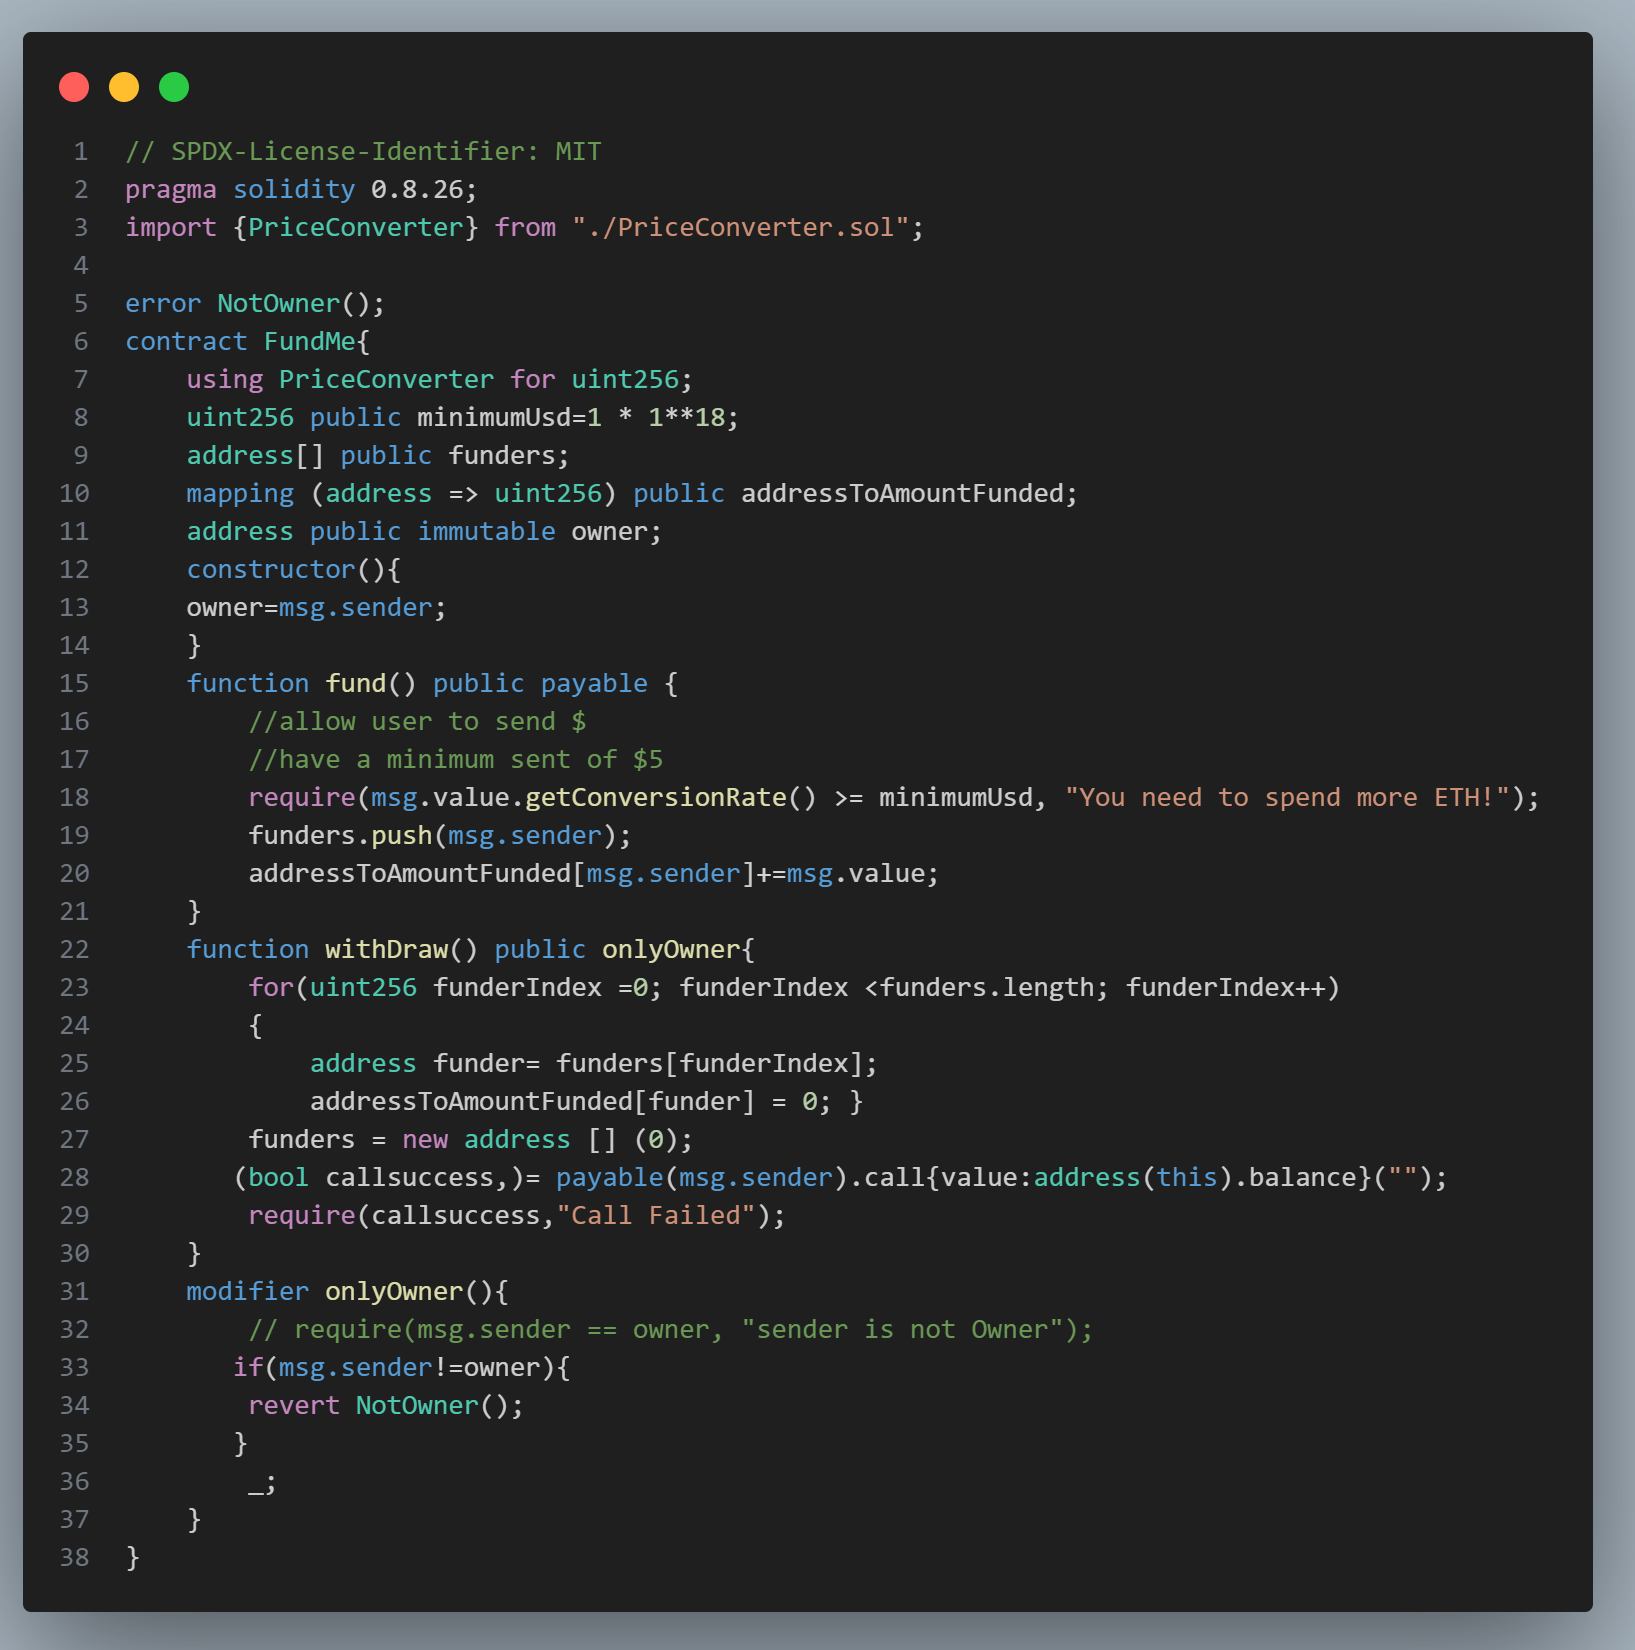 1 // SPDX-License-Identifier: MIT
2 pragma solidity 0.8.26;
3 import {PriceConverter} from "./PriceConverter.sol";
4
5 error NotOwner();
6 contract FundMe{
7     using PriceConverter for uint256;
8     uint256 public minimumUsd=1 * 1**18;
9     address[] public funders;
10     mapping (address => uint256) public addressToAmountFunded;
11     address public immutable owner;
12     constructor(){
13     owner=msg.sender;
14     }
15     function fund() public payable {
16         //allow user to send $
17         //have a minimum sent of $5
18         require(msg.value.getConversionRate() >= minimumUsd, "You need to spend more ETH!");
19         funders.push(msg.sender);
20         addressToAmountFunded[msg.sender]+=msg.value;
21     }
22     function withDraw() public onlyOwner{
23         for(uint256 funderIndex =0; funderIndex <funders.length; funderIndex++)
24         {
25             address funder= funders[funderIndex];
26             addressToAmountFunded[funder] = 0; }
27         funders = new address [] (0);
28        (bool callsuccess,)= payable(msg.sender).call{value:address(this).balance}("");
29         require(callsuccess,"Call Failed");
30     }
31     modifier onlyOwner(){
32         // require(msg.sender == owner, "sender is not Owner");
33        if(msg.sender!=owner){
34         revert NotOwner();
35        }
36         _;
37     }
38 }